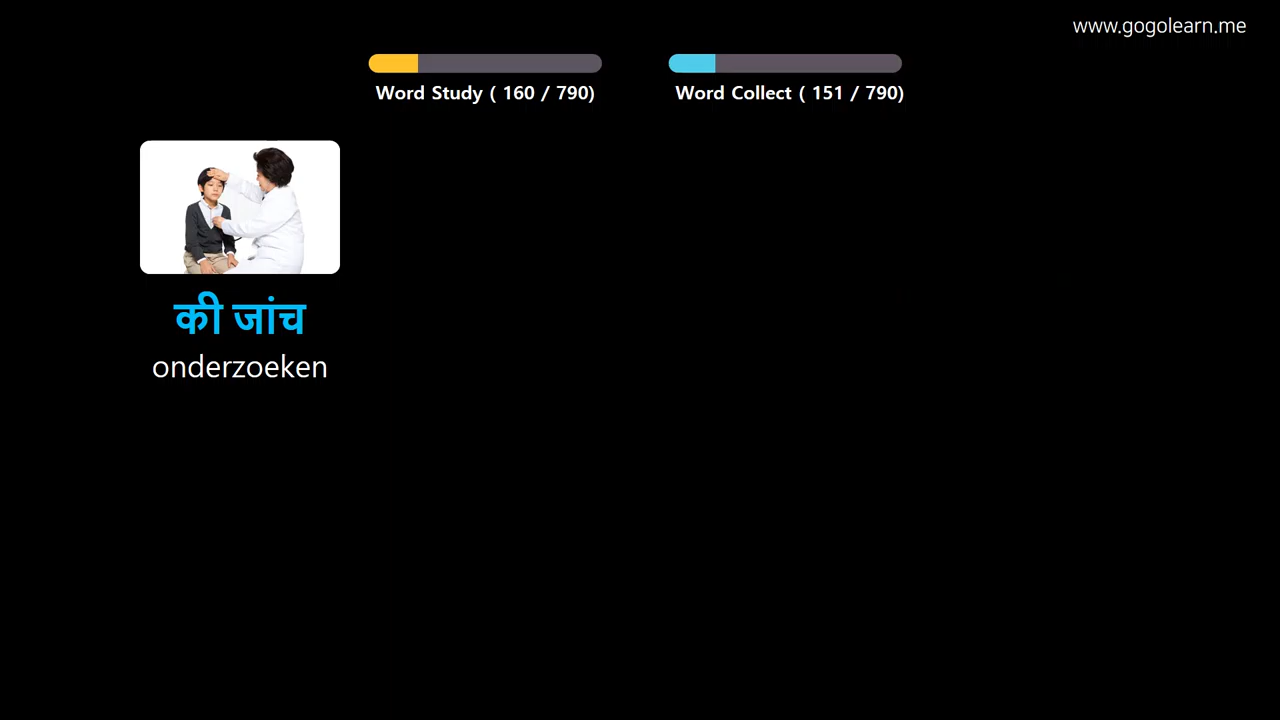 www.gogolearn.me
Word Study ( 160 / 790)
Word Collect ( 151 / 790)
की जांच
onderzoeken